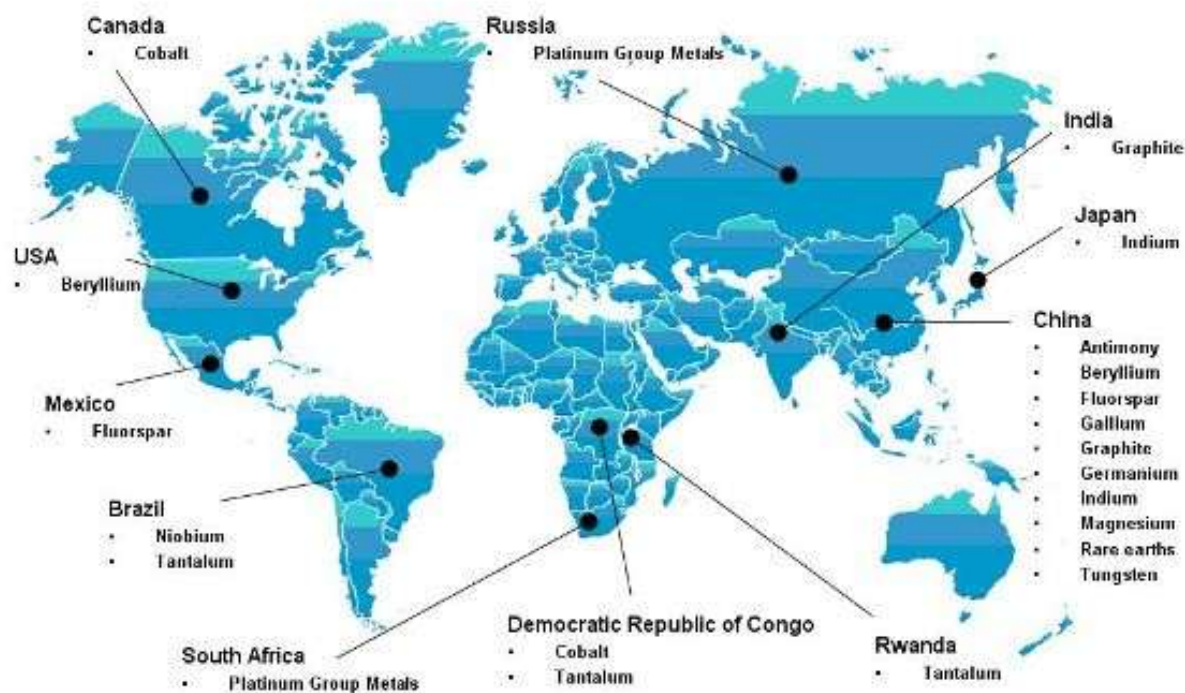 Canada
• Cobalt
Russia
• Platinum Group Metals
India
• Graphite
Japan
• Indium
USA
• Beryllium
China
• Antimony
• Beryllium
• Fluorspar
• Gallium
• Graphite
• Germanium
• Indium
• Magnesium
• Rare earths
• Tungsten
Mexico
• Fluorspar
Brazil
• Niobium
• Tantalum
South Africa
• Platinum Group Metals
Democratic Republic of Congo
• Cobalt
• Tantalum
Rwanda
• Tantalum